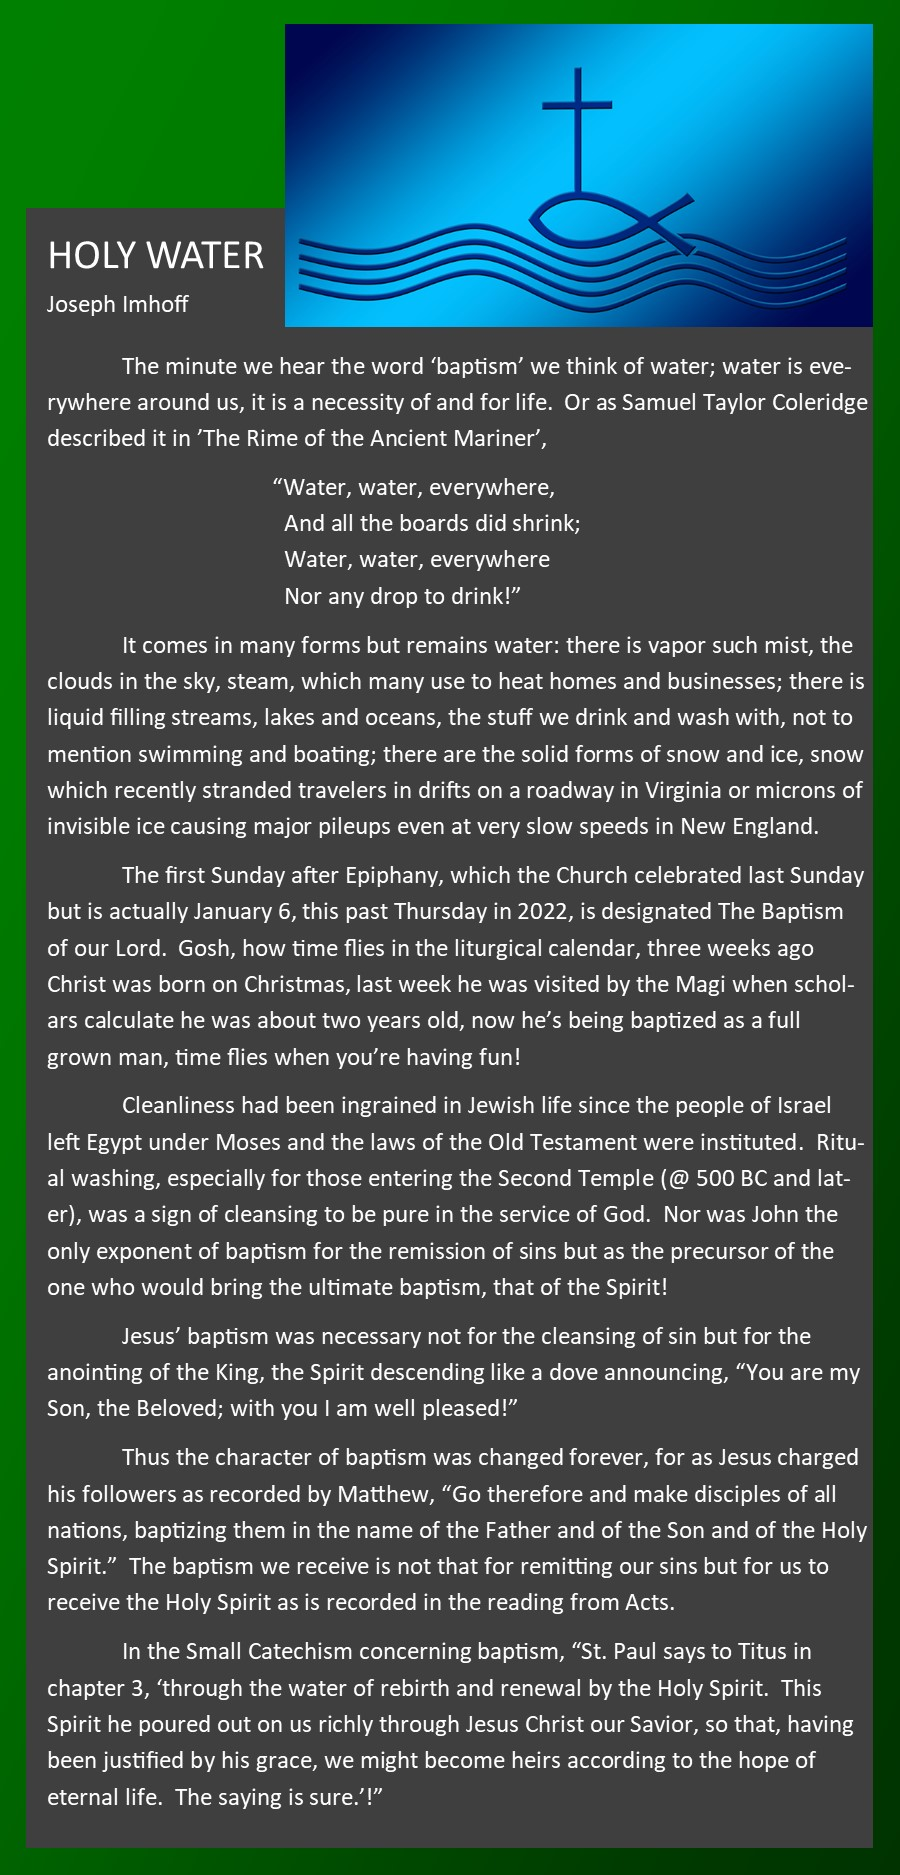 HOLY WATER
Joseph Imhoff
The minute we hear the word ‘baptism’ we think of water; water is eve-
rywhere around us, it is a necessity of and for life.  Or as Samuel Taylor Coleridge
described it in ’The Rime of the Ancient Mariner’,
“Water, water, everywhere,
And all the boards did shrink;
Water, water, everywhere
Nor any drop to drink!”
It comes in many forms but remains water: there is vapor such mist, the
clouds in the sky, steam, which many use to heat homes and businesses; there is
liquid filling streams, lakes and oceans, the stuff we drink and wash with, not to
mention swimming and boating; there are the solid forms of snow and ice, snow
which recently stranded travelers in drifts on a roadway in Virginia or microns of
invisible ice causing major pileups even at very slow speeds in New England.
The first Sunday after Epiphany, which the Church celebrated last Sunday
but is actually January 6, this past Thursday in 2022, is designated The Baptism
of our Lord.  Gosh, how time flies in the liturgical calendar, three weeks ago
Christ was born on Christmas, last week he was visited by the Magi when schol-
ars calculate he was about two years old, now he’s being baptized as a full
grown man, time flies when you’re having fun!
Cleanliness had been ingrained in Jewish life since the people of Israel
left Egypt under Moses and the laws of the Old Testament were instituted.  Ritu-
al washing, especially for those entering the Second Temple (@ 500 BC and lat-
er), was a sign of cleansing to be pure in the service of God.  Nor was John the
only exponent of baptism for the remission of sins but as the precursor of the
one who would bring the ultimate baptism, that of the Spirit!
Jesus’ baptism was necessary not for the cleansing of sin but for the
anointing of the King, the Spirit descending like a dove announcing, “You are my
Son, the Beloved; with you I am well pleased!”
Thus the character of baptism was changed forever, for as Jesus charged
his followers as recorded by Matthew, “Go therefore and make disciples of all
nations, baptizing them in the name of the Father and of the Son and of the Holy
Spirit.”  The baptism we receive is not that for remitting our sins but for us to
receive the Holy Spirit as is recorded in the reading from Acts.
In the Small Catechism concerning baptism, “St. Paul says to Titus in
chapter 3, ‘through the water of rebirth and renewal by the Holy Spirit.  This
Spirit he poured out on us richly through Jesus Christ our Savior, so that, having
been justified by his grace, we might become heirs according to the hope of
eternal life.  The saying is sure.’!”